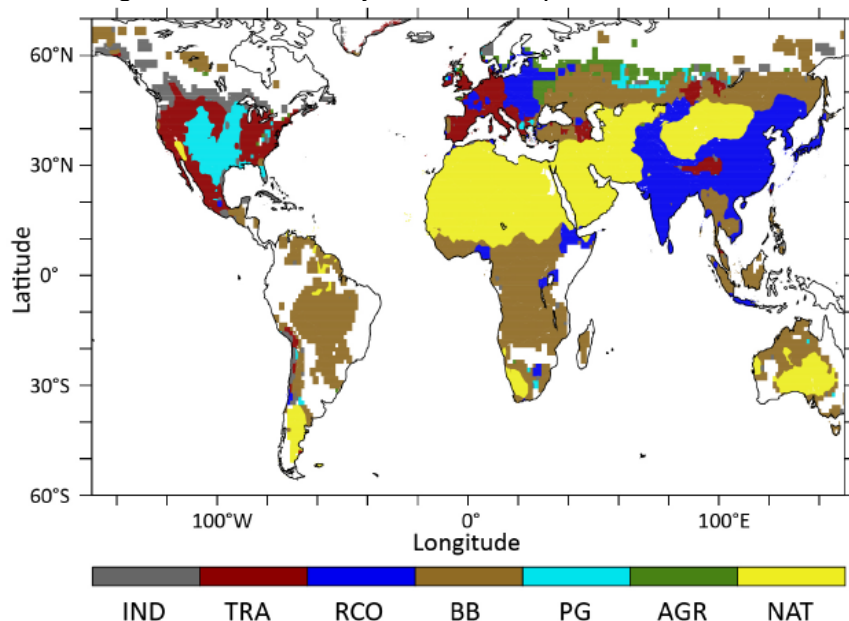 60°N
30°N
0°
30°S
60°S
Latitude
100°W 0° 100°E
Longitude
IND TRA RCO BB PG AGR NAT